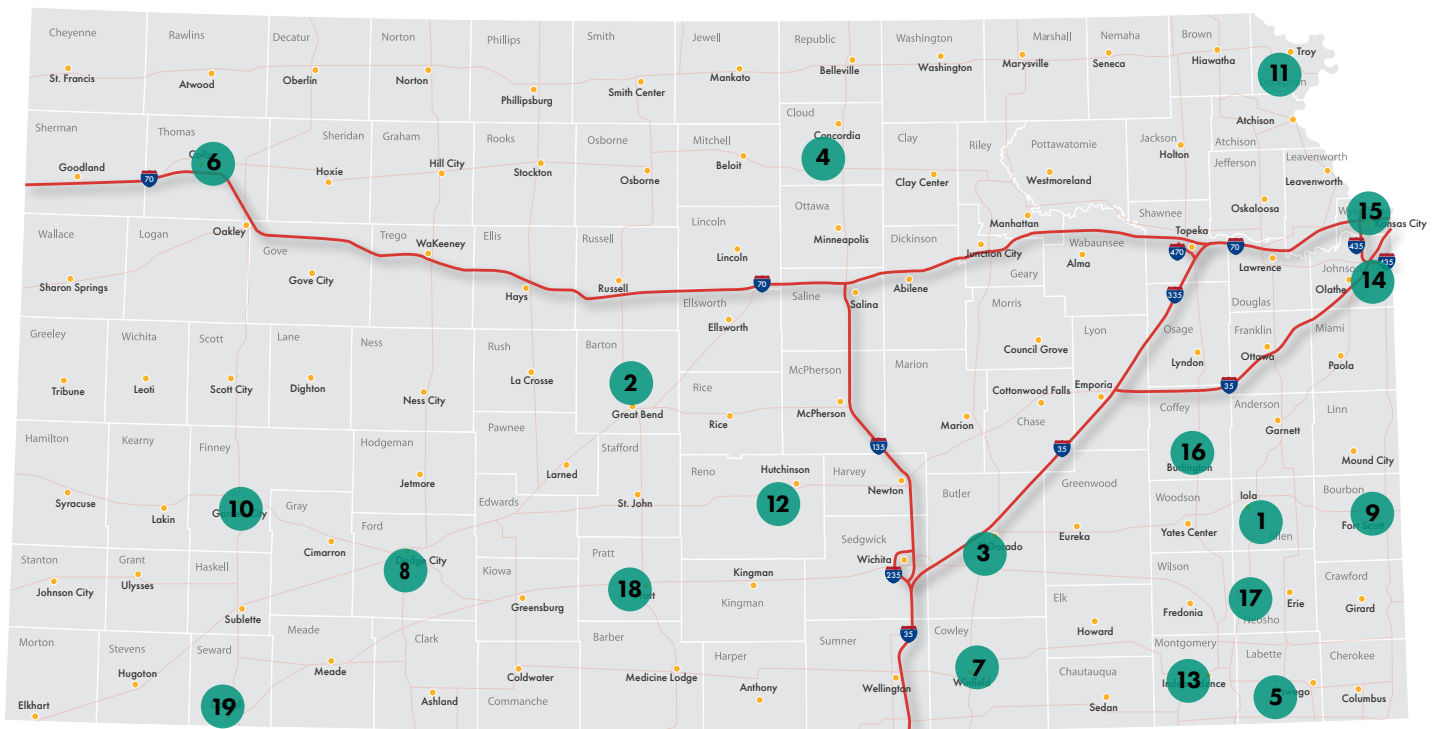 Cheyenne
Rawlins
Decatur
Norton
Phillips
Smith
Jewell
Republic
Washington
Marshall
Nemaha
Brown
St. Francis
Atwood
Oberlin
Norton
Phillipsburg
Smith Center
Mankato
Belleville
Washington
Marysville
Seneca
Hiawatha
Troy
11
Sherman
Thomas
Sheridan
Graham
Rooks
Osborne
Mitchell
Cloud
Concordia
Clay
Riley
Pottawatomie
Jackson
Holton
Atchison
Atchison
Jefferson
Leavenworth
Leavenworth
Goodland
70
6
Hoxie
Hill City
Stockton
Osborne
Beloit
4
Clay Center
Westmoreland
Oskaloosa
Wallace
Logan
Oakley
Gove
Trego
WaKeeney
Ellis
Russell
Lincoln
Ottawa
Minneapolis
Dickinson
Manhattan
Junction City
Geary
Wabaunsee
Alma
Shawnee
Topeka
470
70
Lawrence
15
Kansas City
435
435
Johnson
Olathe
14
Sharon Springs
Gove City
Hays
Russell
Lincoln
70
Ellsworth
Ellsworth
Saline
Salina
Abilene
Morris
335
Osage
Douglas
Franklin
Miami
Greeley
Wichita
Scott
Lane
Ness
Rush
Barton
McPherson
Marion
Council Grove
Lyon
Lyndon
Ottawa
Paola
Tribune
Leoti
Scott City
Dighton
Ness City
La Crosse
2
Great Bend
Rice
Rice
McPherson
Marion
Cottonwood Falls
Chase
Emporia
35
Coffey
Anderson
Garnett
Linn
Hamilton
Kearny
Finney
Hodgeman
Pawnee
Stafford
135
35
16
Burlington
Mound City
Syracuse
Lakin
10
Gray
Jetmore
Larned
Edwards
St. John
Reno
Hutchinson
12
Harvey
Newton
Butler
Greenwood
Woodson
Iola
Bourbon
Cimarron
Ford
1
Allen
9
Fort Scott
Yates Center
Eureka
Stanton
Grant
Haskell
8
Dodge City
Kiowa
Pratt
Sedgwick
Wichita
235
3
Wilson
Crawford
Johnson City
Ulysses
Sublette
Greensburg
18
Kingman
Kingman
Elk
Howard
Fredonia
17
Neosho
Erie
Girard
Morton
Stevens
Seward
Meade
Meade
Clark
Barber
Harper
Sumner
35
Cowley
Montgomery
Labette
Cherokee
Hugoton
Coldwater
Medicine Lodge
Anthony
Wellington
7
Winfield
Chautauqua
Sedan
13
Independence
5
Columbus
Elkhart
19
Ashland
Commanche